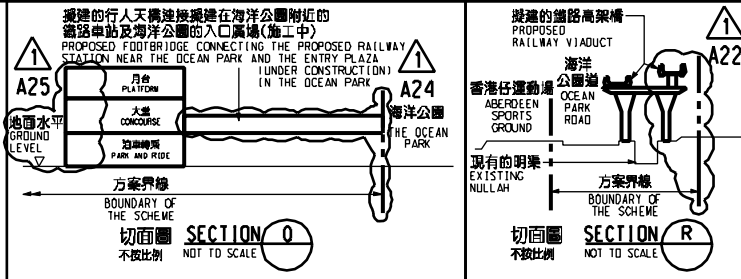 擬建的行人天橋連接擬建在海洋公園附近的
鐵路車站及海洋公園的入口廣場(施工中)
PROPOSED FOOTBRIDGE CONNECTING THE PROPOSED RAILWAY
STATION NEAR THE OCEAN PARK AND THE ENTRY PLAZA
(UNDER CONSTRUCTION)
IN THE OCEAN PARK
1
A25
1
A24
月台
PLATFORM
大堂
CONCOURSE
泊車轉乘
PARK AND RIDE
地面水平
GROUND
LEVEL
海洋公園
THE OCEAN
PARK
方案界線
BOUNDARY OF
THE SCHEME
切面圖 SECTION Q
不按比例 NOT TO SCALE
擬建的鐵路高架橋
PROPOSED
RAILWAY VIADUCT
1
A22
海洋
公園道
OCEAN
PARK
ROAD
香港仔運動場
ABERDEEN
SPORTS
GROUND
現有的明渠
EXISTING
NULLAH
方案界線
BOUNDARY OF
THE SCHEME
切面圖 SECTION R
不按比例 NOT TO SCALE